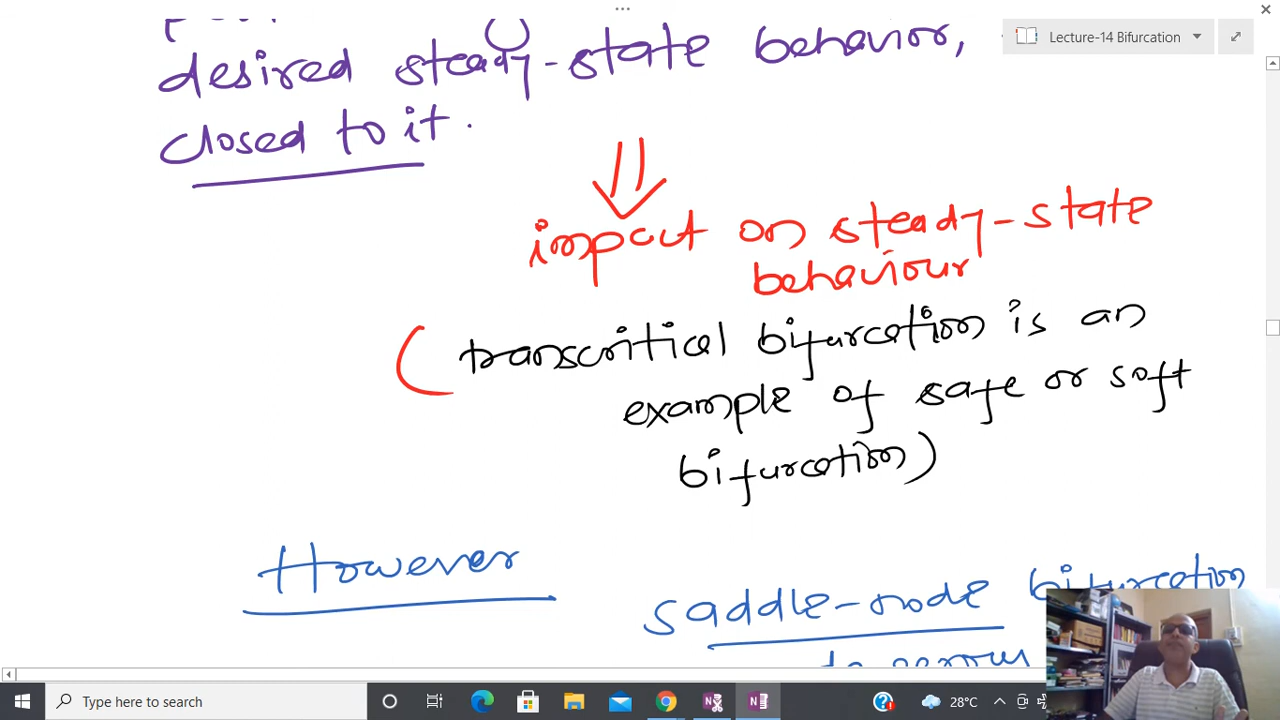 Lecture-14 Bifurcation
desired steady-state behavior,
closed to it.
impact on steady-state
behaviour
(transcritical bifurcation is an
example of safe or soft
bifurcation)
However
saddle-node bifurcation
Type here to search
28°C